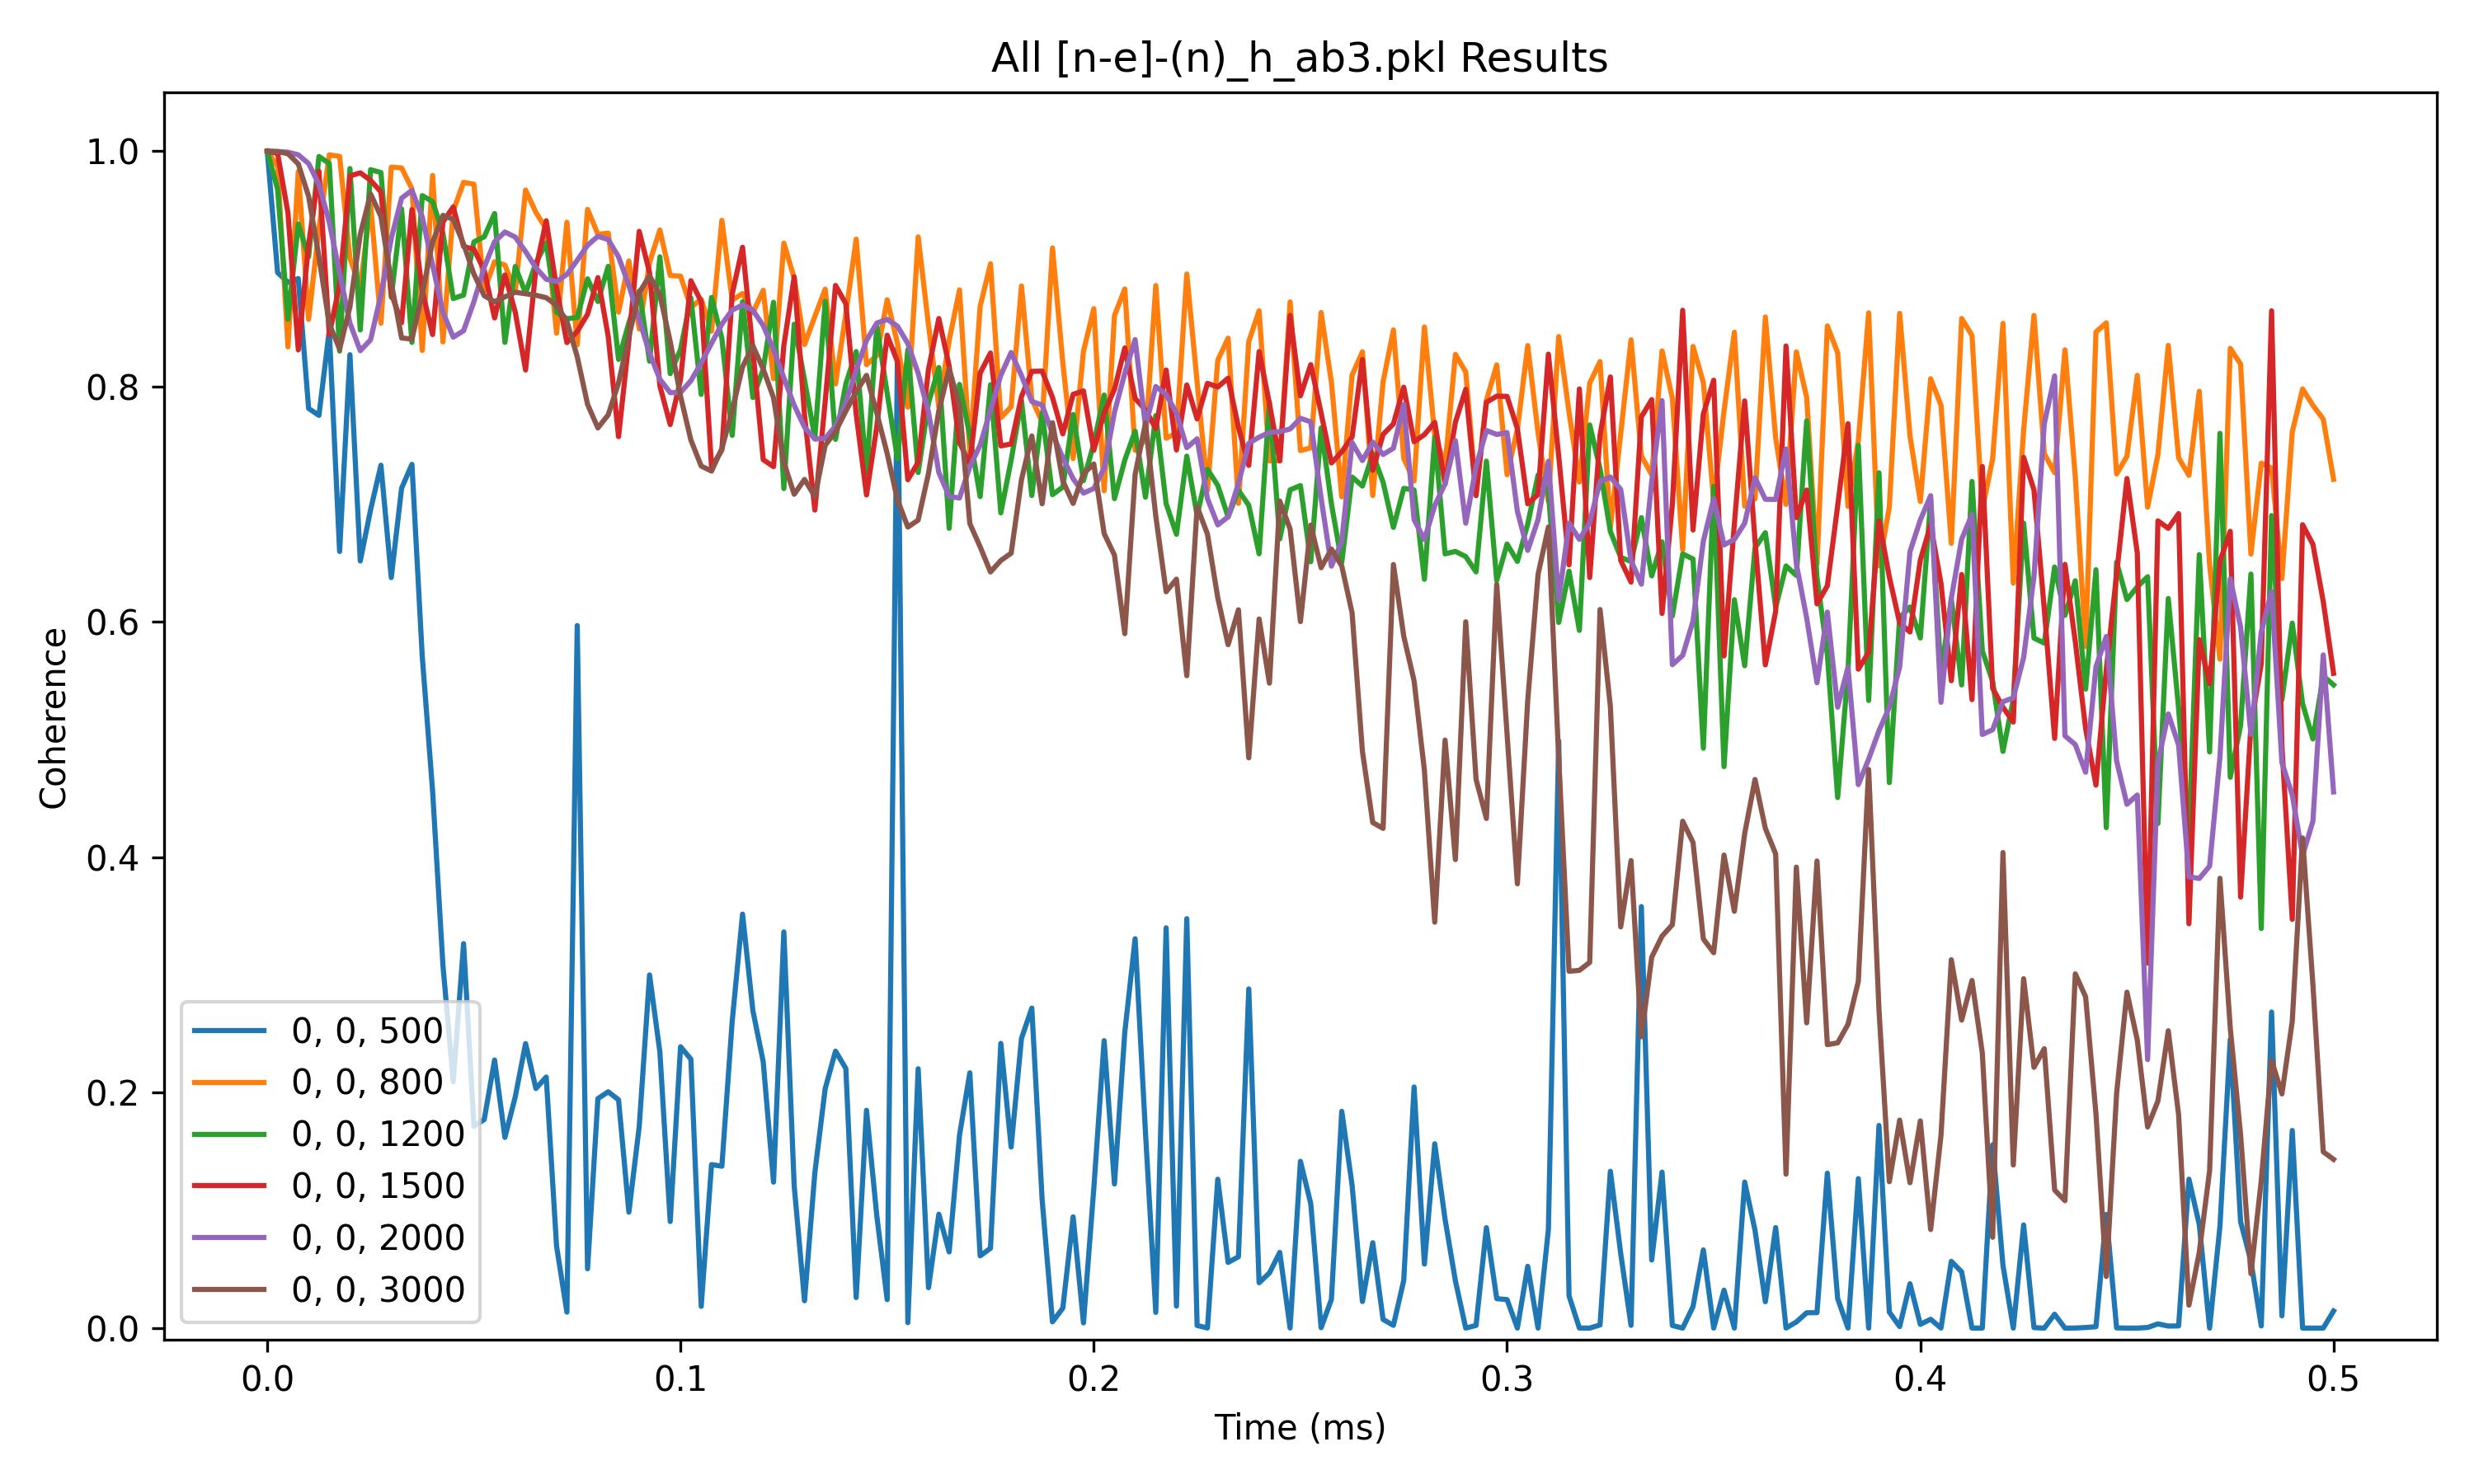 All [n-e]-(n)_h_ab3.pkl Results
Coherence
1.0
0.8
0.6
0.4
0.2
0.0
0, 0, 500
0, 0, 800
0, 0, 1200
0, 0, 1500
0, 0, 2000
0, 0, 3000
0.0 0.1 0.2 0.3 0.4 0.5
Time (ms)